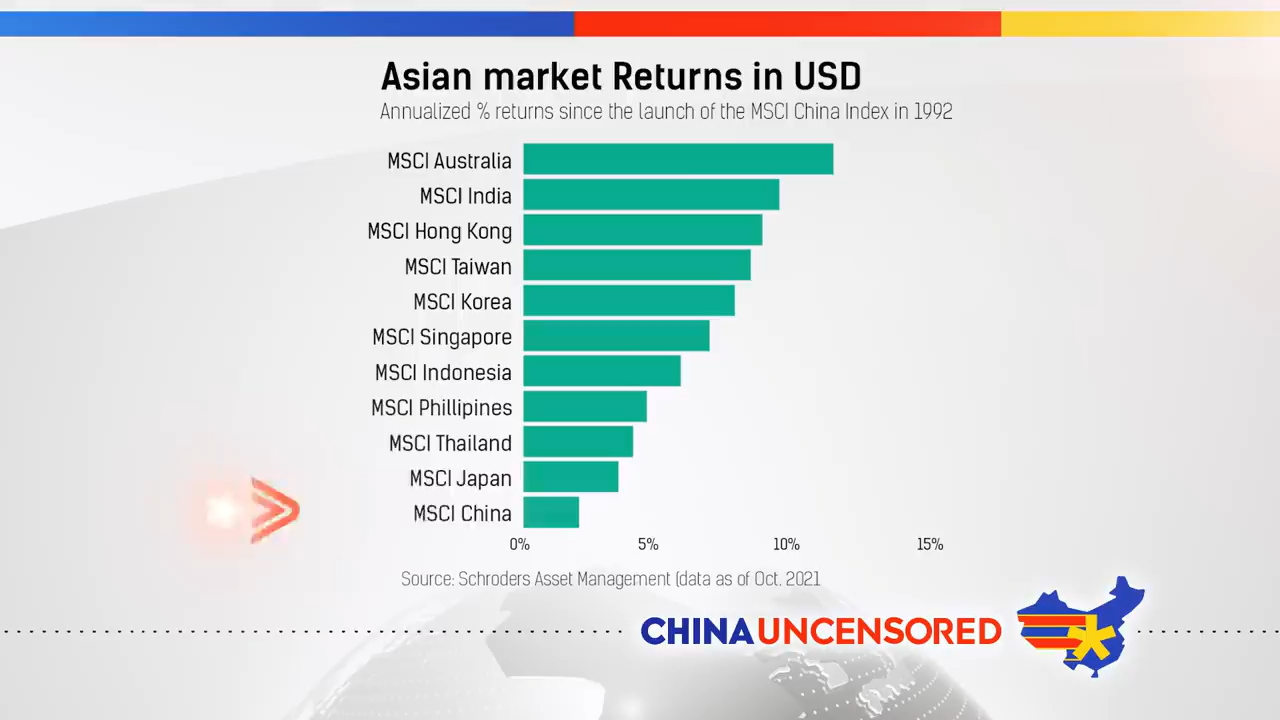 Asian market Returns in USD
Annualized % returns since the launch of the MSCI China Index in 1992
MSCI Australia
MSCI India
MSCI Hong Kong
MSCI Taiwan
MSCI Korea
MSCI Singapore
MSCI Indonesia
MSCI Phillipines
MSCI Thailand
MSCI Japan
MSCI China
0% 5% 10% 15%
Source: Schroders Asset Management (data as of Oct. 2021
CHINA UNCENSORED